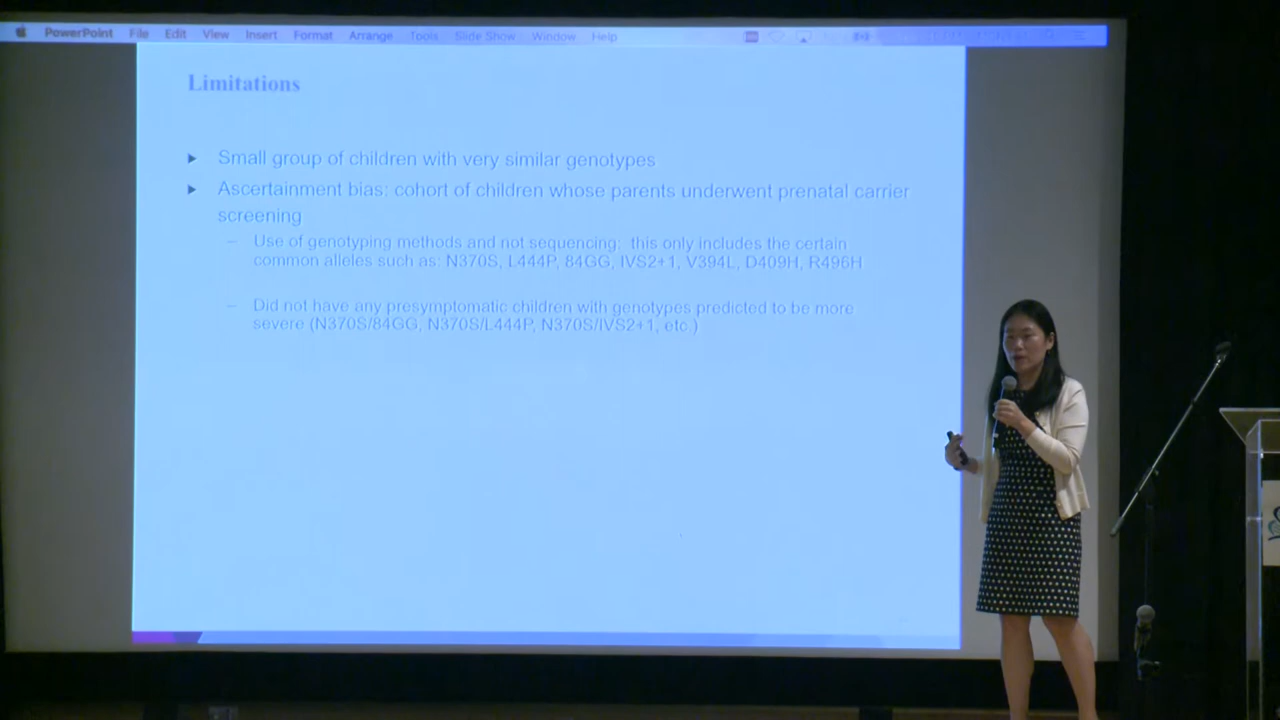 PowerPoint File Edit View Insert Format Arrange Tools Slide Show Window Help
Limitations
Small group of children with very similar genotypes
Ascertainment bias: cohort of children whose parents underwent prenatal carrier
screening
– Use of genotyping methods and not sequencing: this only includes the certain
common alleles such as: N370S, L444P, 84GG, IVS2+1, V394L, D409H, R496H
– Did not have any presymptomatic children with genotypes predicted to be more
severe (N370S/84GG, N370S/L444P, N370S/IVS2+1, etc.)